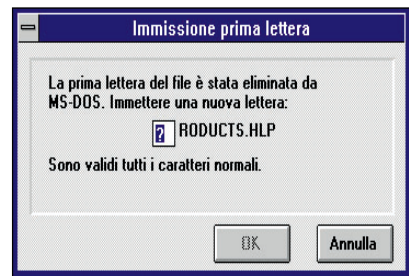 Immissione prima lettera
La prima lettera del file è stata eliminata da
MS-DOS. Immettere una nuova lettera:
? RODUCTS.HLP
Sono validi tutti i caratteri normali.
OK Annulla